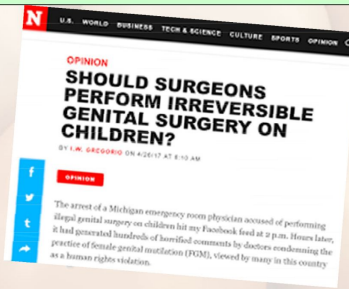 N U.S. WORLD BUSINESS TECH & SCIENCE CULTURE SPORTS OPINION
OPINION
SHOULD SURGEONS
PERFORM IRREVERSIBLE
GENITAL SURGERY ON
CHILDREN?
BY I.W. GREGORIO ON 4/26/17 AT 8:10 AM
OPINION
The arrest of a Michigan emergency room physician accused of performing
illegal genital surgery on children hit my Facebook feed at 2 p.m. Hours later,
it had generated hundreds of horrified comments by doctors condemning the
practice of female genital mutilation (FGM), viewed by many in this country
as a human rights violation.